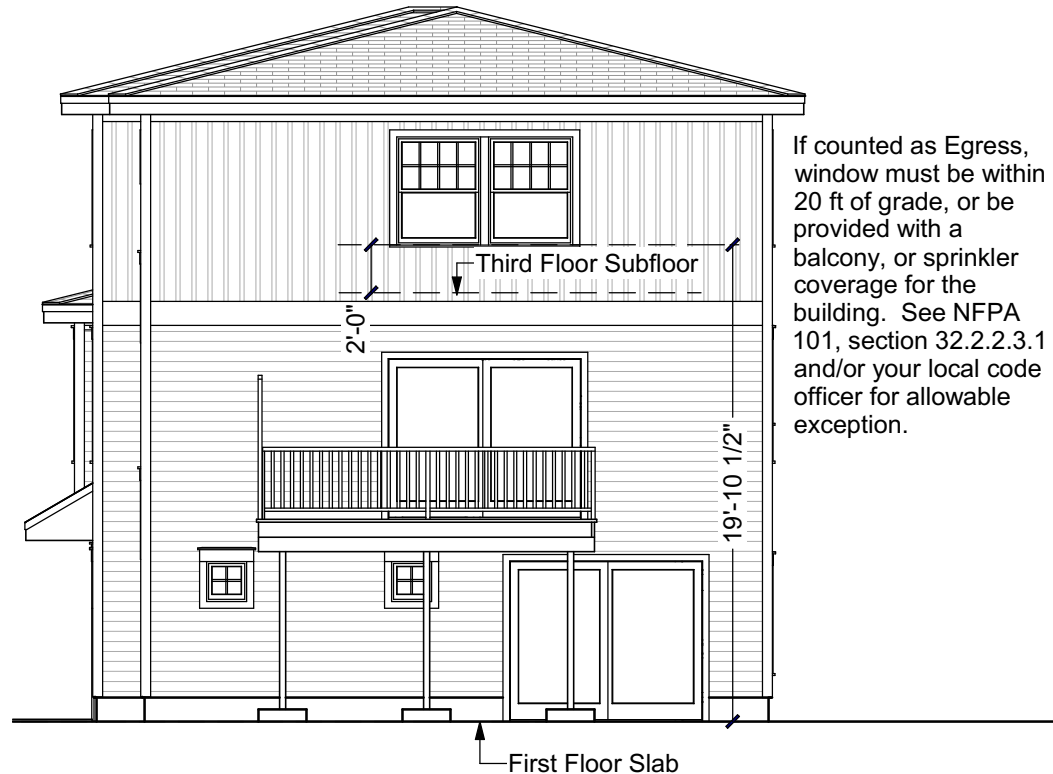 If counted as Egress,
window must be within
20 ft of grade, or be
provided with a
balcony, or sprinkler
coverage for the
building.  See NFPA
101, section 32.2.2.3.1
and/or your local code
officer for allowable
exception.
Third Floor Subfloor
2'-0"
19'-10 1/2"
First Floor Slab